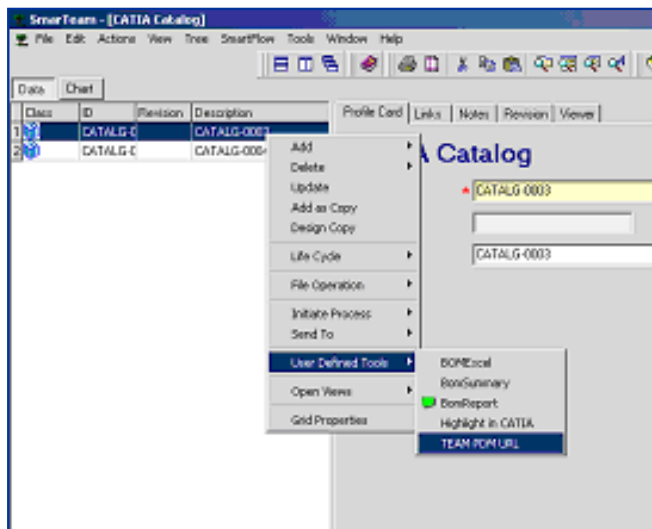 SmarTeam - [CATIA Catalog]
File Edit Actions View Tree SmartFlow Tools Window Help
Data Chart
Class ID Revision Description
1 CATALG-0 CATALG-0003
2 CATALG-0 CATALG-0004
Profile Card Links Notes Revision Viewer
A Catalog
* CATALG-0003
CATALG-0003
Add
Delete
Update
Add as Copy
Design Copy
Life Cycle
File Operation
Initiate Process
Send To
User Defined Tools
Open Views
Grid Properties
BOMExcel
BomSummary
BomReport
Highlight in CATIA
TEAM PDM URL